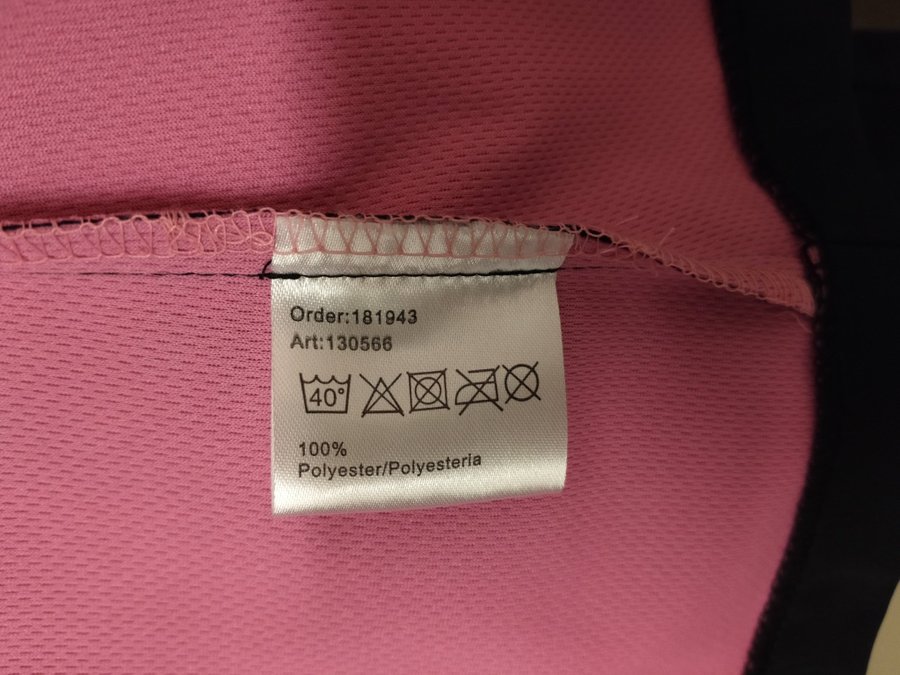 Order:181943
Art:130566
40°
100%
Polyester/Polyesteria